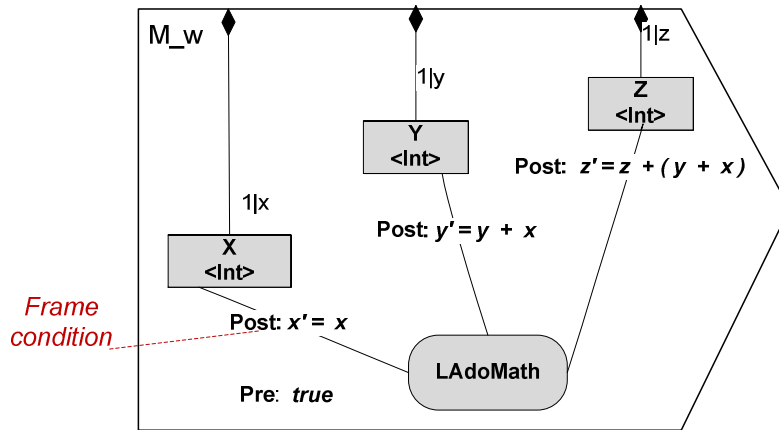 M_w
1|x
1|y
1|z
Z
<Int>
Y
<Int>
Post: z' = z + ( y + x )
Post: y' = y + x
X
<Int>
Frame
condition
Post: x' = x
LAdoMath
Pre: true